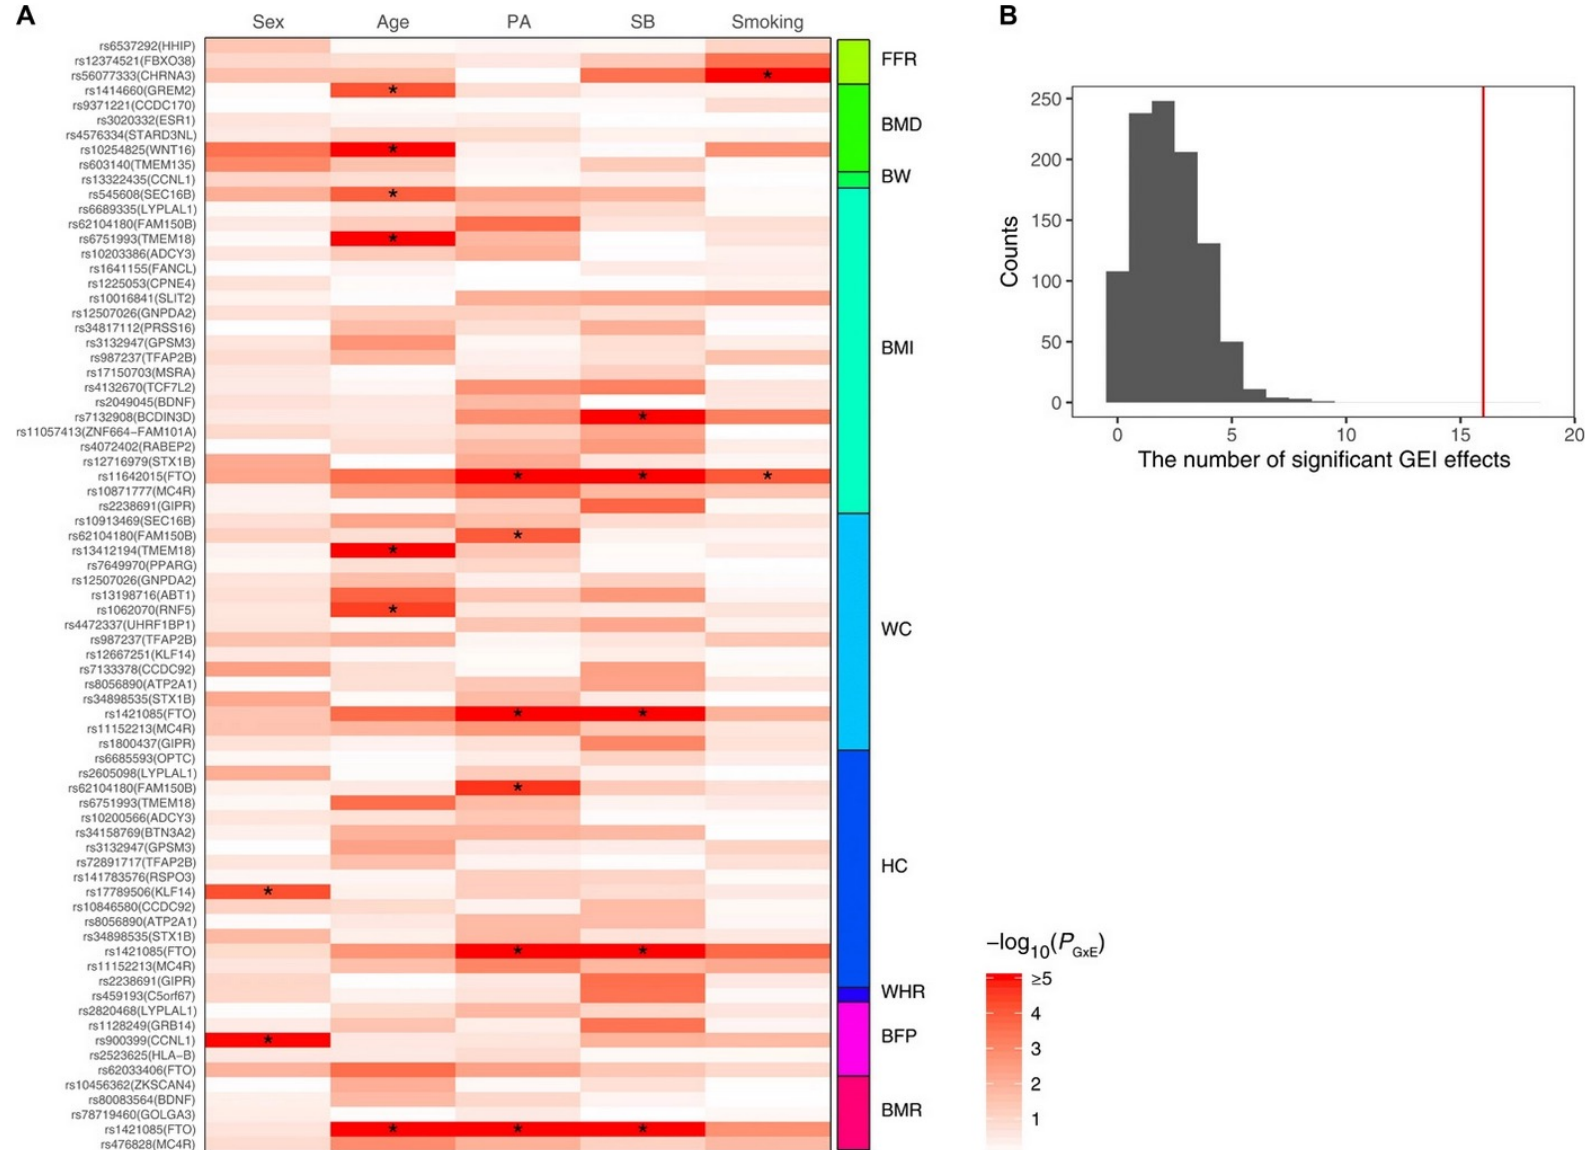 A
Sex Age PA SB Smoking
rs6537292(HHIP)
rs12374521(FBXO38)
rs56077333(CHRNA3)
*
rs1414660(GREM2)
*
rs9371221(CCDC170)
rs3020332(ESR1)
rs4576334(STARD3NL)
rs10254825(WNT16)
*
rs603140(TMEM135)
rs13322435(CCNL1)
rs545608(SEC16B)
*
rs6689335(LYPLAL1)
rs62104180(FAM150B)
rs6751993(TMEM18)
*
rs10203386(ADCY3)
rs1641155(FANCL)
rs1225053(CPNE4)
rs10016841(SLIT2)
rs12507026(GNPDA2)
rs34817112(PRSS16)
rs3132947(GPSM3)
rs987237(TFAP2B)
rs17150703(MSRA)
rs4132670(TCF7L2)
rs2049045(BDNF)
rs7132908(BCDIN3D)
*
rs11057413(ZNF664−FAM101A)
rs4072402(RABEP2)
rs12716979(STX1B)
rs11642015(FTO)
* * *
rs10871777(MC4R)
rs2238691(GIPR)
rs10913469(SEC16B)
rs62104180(FAM150B)
*
rs13412194(TMEM18)
*
rs7649970(PPARG)
rs12507026(GNPDA2)
rs13198716(ABT1)
rs1062070(RNF5)
*
rs4472337(UHRF1BP1)
rs987237(TFAP2B)
rs12667251(KLF14)
rs7133378(CCDC92)
rs8056890(ATP2A1)
rs34898535(STX1B)
rs1421085(FTO)
* *
rs11152213(MC4R)
rs1800437(GIPR)
rs6685593(OPTC)
rs2605098(LYPLAL1)
rs62104180(FAM150B)
*
rs6751993(TMEM18)
rs10200566(ADCY3)
rs34158769(BTN3A2)
rs3132947(GPSM3)
rs72891717(TFAP2B)
rs141783576(RSPO3)
rs17789506(KLF14)
*
rs10846580(CCDC92)
rs8056890(ATP2A1)
rs34898535(STX1B)
rs1421085(FTO)
* *
rs11152213(MC4R)
rs2238691(GIPR)
rs459193(C5orf67)
rs2820468(LYPLAL1)
rs1128249(GRB14)
rs900399(CCNL1)
*
rs2523625(HLA−B)
rs62033406(FTO)
rs10456362(ZKSCAN4)
rs80083564(BDNF)
rs78719460(GOLGA3)
rs1421085(FTO)
* * *
rs476828(MC4R)
FFR
BMD
BW
BMI
WC
HC
WHR
BFP
BMR
B
Counts
250
200
150
100
50
0
0 5 10 15 20
The number of significant GEI effects
−log10(PGxE)
≥5
4
3
2
1